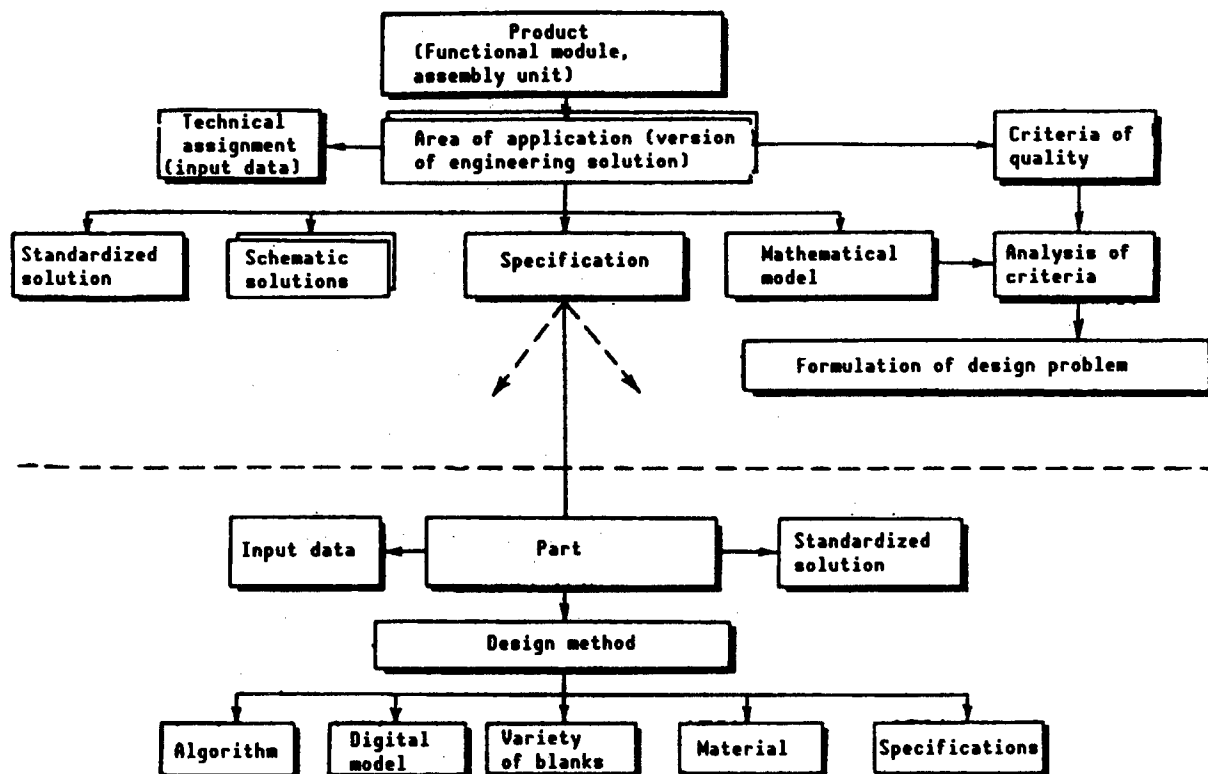 Product
(Functional module,
assembly unit)
Technical
assignment
(input data)
Area of application (version
of engineering solution)
Criteria of
quality
Standardized
solution
Schematic
solutions
Specification
Mathematical
model
Analysis of
criteria
Formulation of design problem
Input data
Part
Standardized
solution
Design method
Algorithm
Digital
model
Variety
of blanks
Material
Specifications